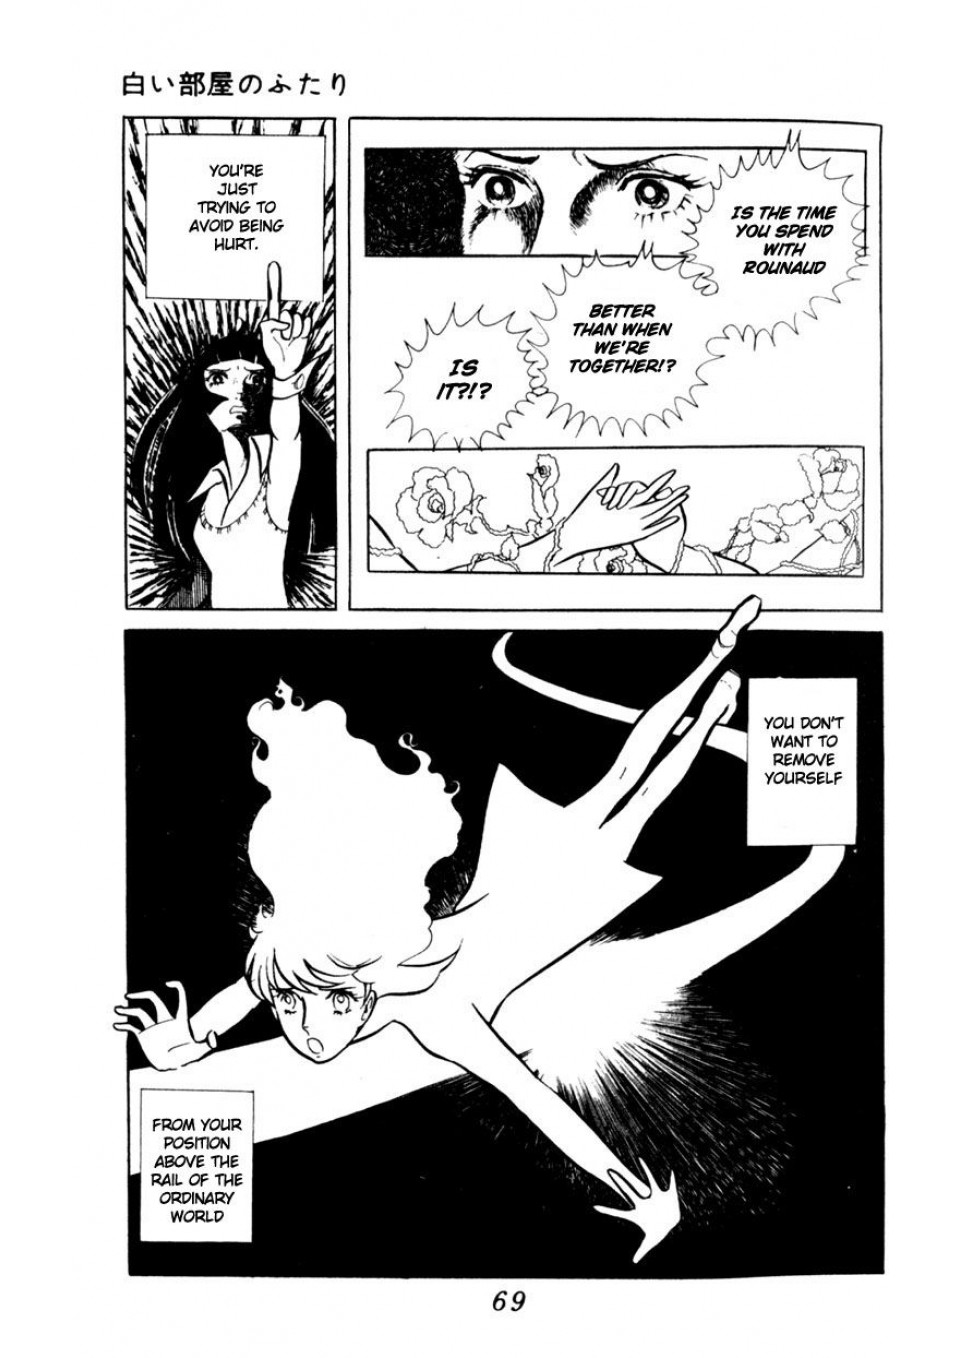 白い部屋のふたり
IS THE TIME
YOU SPEND
WITH
ROUNAUD
BETTER
THAN WHEN
WE'RE
TOGETHER!?
IS
IT?!?
YOU'RE
JUST
TRYING TO
AVOID BEING
HURT.
YOU DON'T
WANT TO
REMOVE
YOURSELF
FROM YOUR
POSITION
ABOVE THE
RAIL OF THE
ORDINARY
WORLD
69